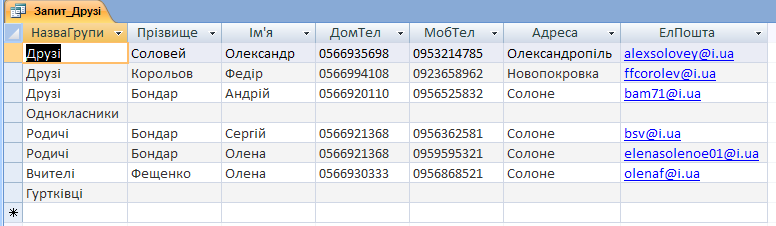 Запит_Друзі
НазваГрупи Прізвище Ім'я ДомТел МобТел Адреса ЕлПошта
Друзі Соловей Олександр 0566935698 0953214785 Олександропіль alexsolovey@i.ua
Друзі Корольов Федір 0566994108 0923658962 Новопокровка ffcorolev@i.ua
Друзі Бондар Андрій 0566920110 0956525832 Солоне bam71@i.ua
Однокласники
Родичі Бондар Сергій 0566921368 0956362581 Солоне bsv@i.ua
Родичі Бондар Олена 0566921368 0959595321 Солоне elenasolenoe01@i.ua
Вчителі Фещенко Олена 0566930333 0956868521 Солоне olenaf@i.ua
Гуртківці